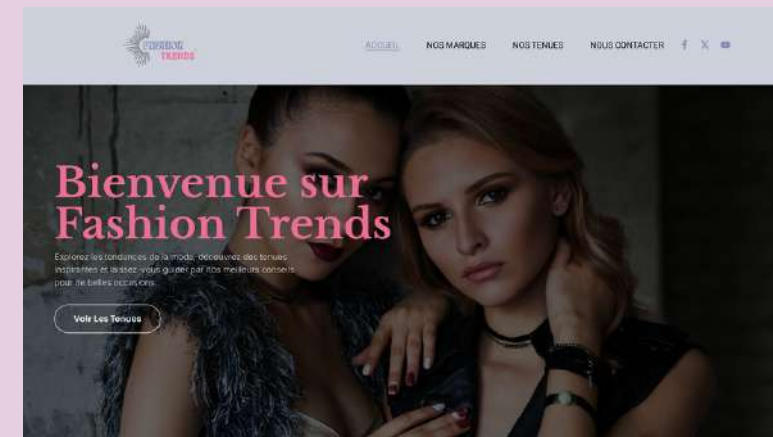 FASHION
TRENDS
ACCUEIL
NOS MARQUES
NOS TENUES
NOUS CONTACTER
Bienvenue sur
Fashion Trends
Explorez les tendances de la mode, découvrez des tenues
inspirantes et laissez-vous guider par nos meilleurs conseils
pour de belles occasions.
Voir Les Tenues